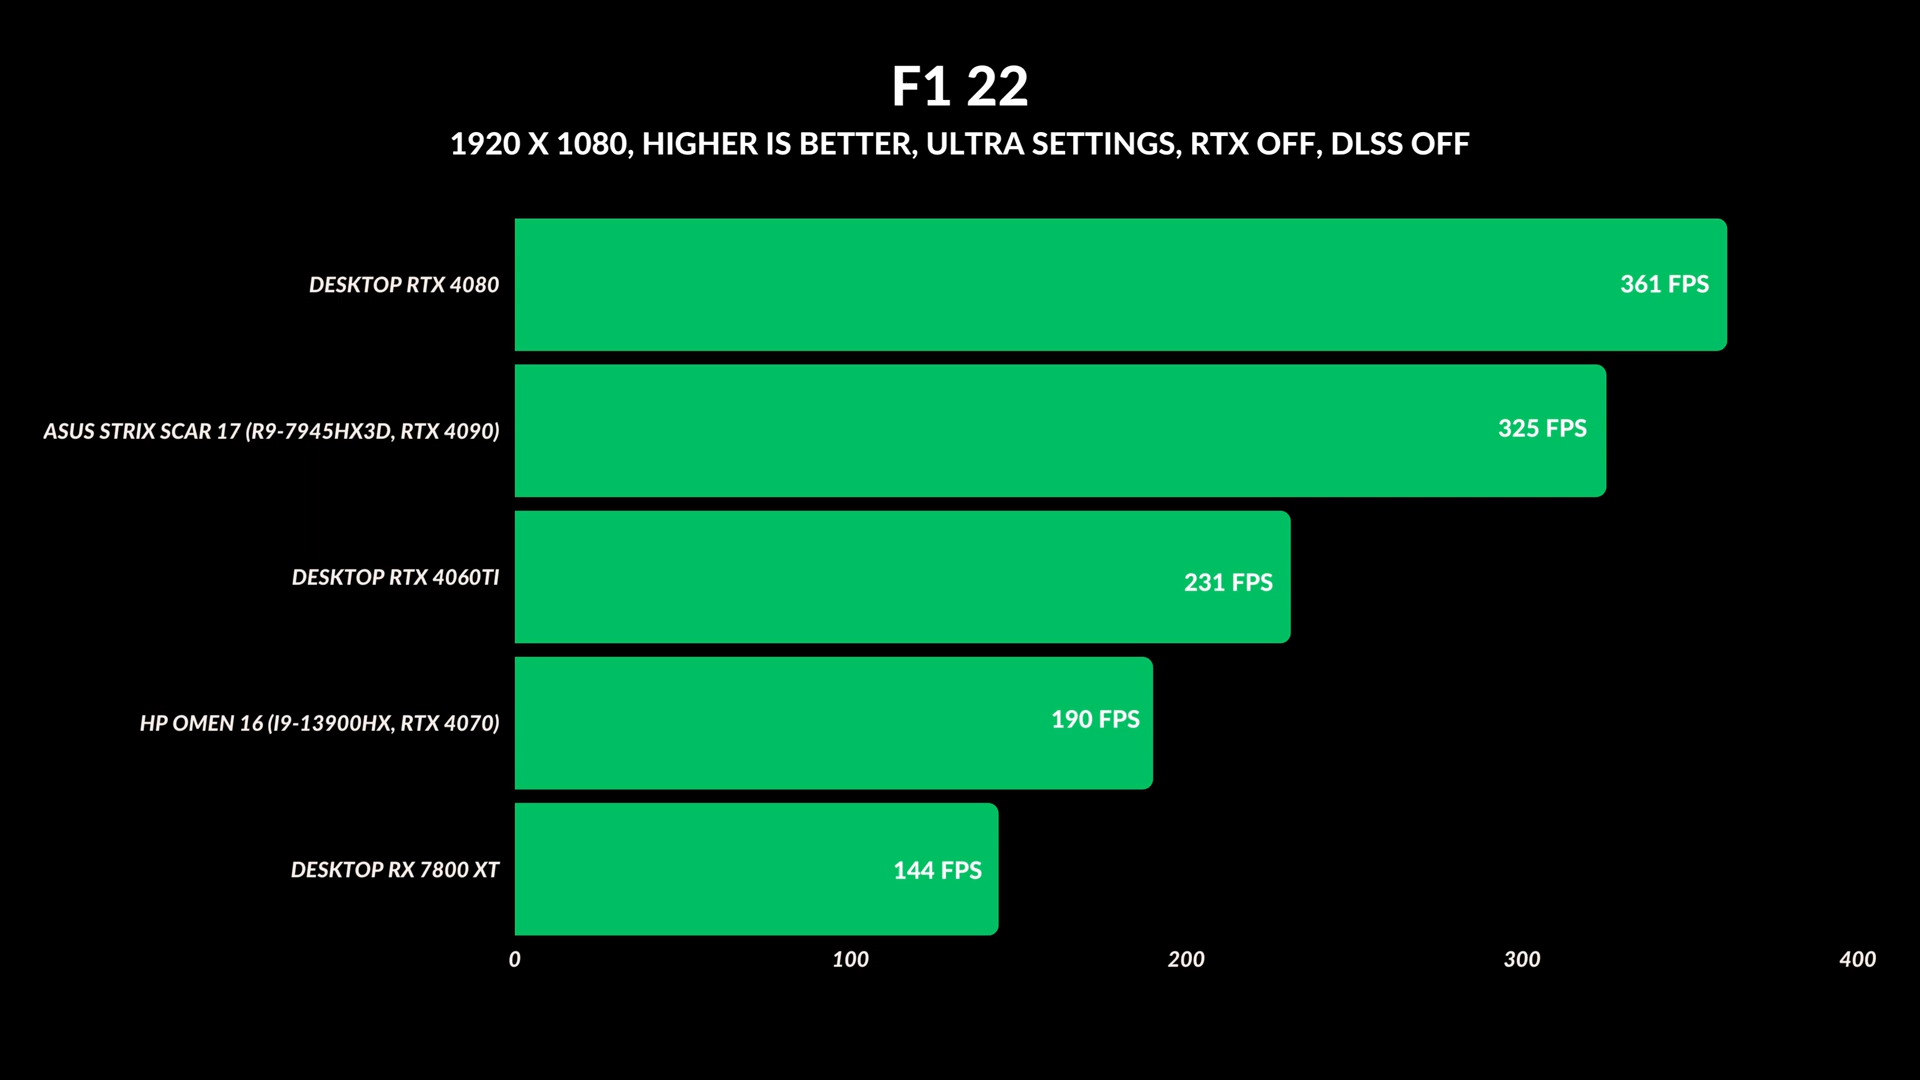 F1 22
1920 X 1080, HIGHER IS BETTER, ULTRA SETTINGS, RTX OFF, DLSS OFF
DESKTOP RTX 4080
361 FPS
ASUS STRIX SCAR 17 (R9-7945HX3D, RTX 4090)
325 FPS
DESKTOP RTX 4060TI
231 FPS
HP OMEN 16 (I9-13900HX, RTX 4070)
190 FPS
DESKTOP RX 7800 XT
144 FPS
0 100 200 300 400